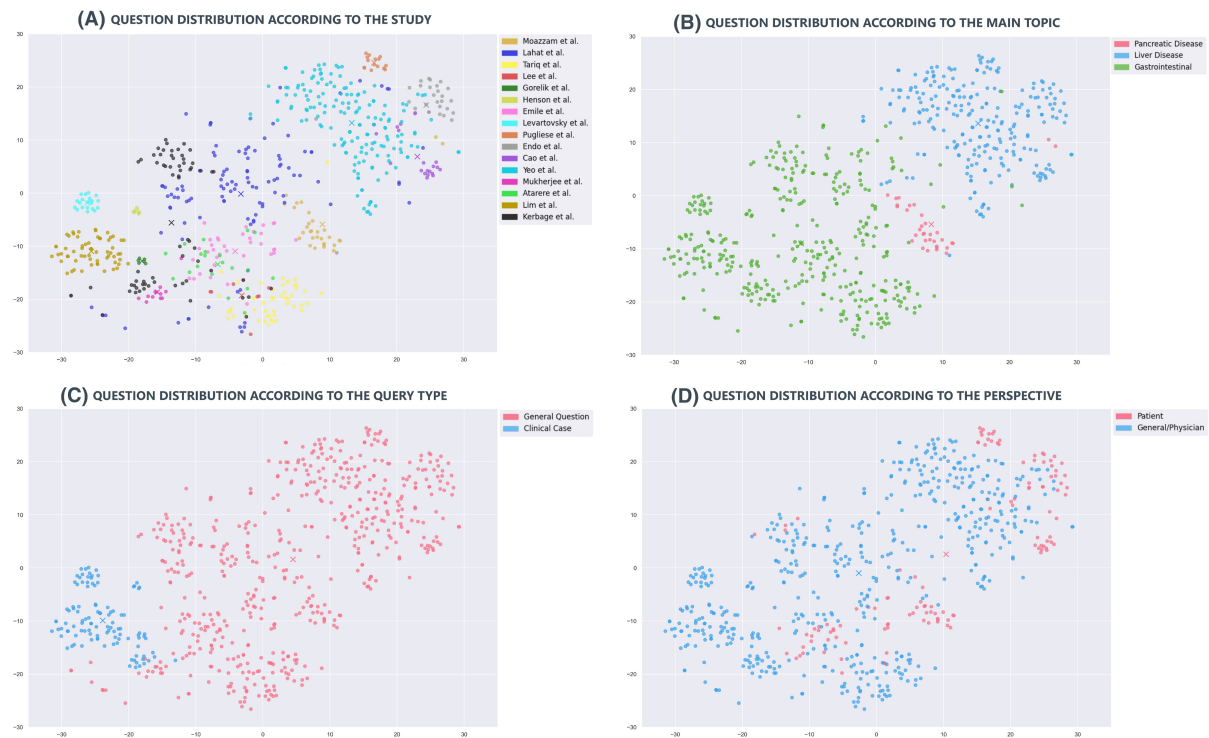 (A) QUESTION DISTRIBUTION ACCORDING TO THE STUDY
30
20
10
0
−10
−20
−30
−30 −20 −10 0 10 20 30
Moazzam et al.
Lahat et al.
Tariq et al.
Lee et al.
Gorelik et al.
Henson et al.
Emile et al.
Levartovsky et al.
Pugliese et al.
Endo et al.
Cao et al.
Yeo et al.
Mukherjee et al.
Atarere et al.
Lim et al.
Kerbage et al.
(B) QUESTION DISTRIBUTION ACCORDING TO THE MAIN TOPIC
30
20
10
0
−10
−20
−30
−30 −20 −10 0 10 20 30
Pancreatic Disease
Liver Disease
Gastrointestinal
(C) QUESTION DISTRIBUTION ACCORDING TO THE QUERY TYPE
30
20
10
0
−10
−20
−30
−30 −20 −10 0 10 20 30
General Question
Clinical Case
(D) QUESTION DISTRIBUTION ACCORDING TO THE PERSPECTIVE
30
20
10
0
−10
−20
−30
−30 −20 −10 0 10 20 30
Patient
General/Physician